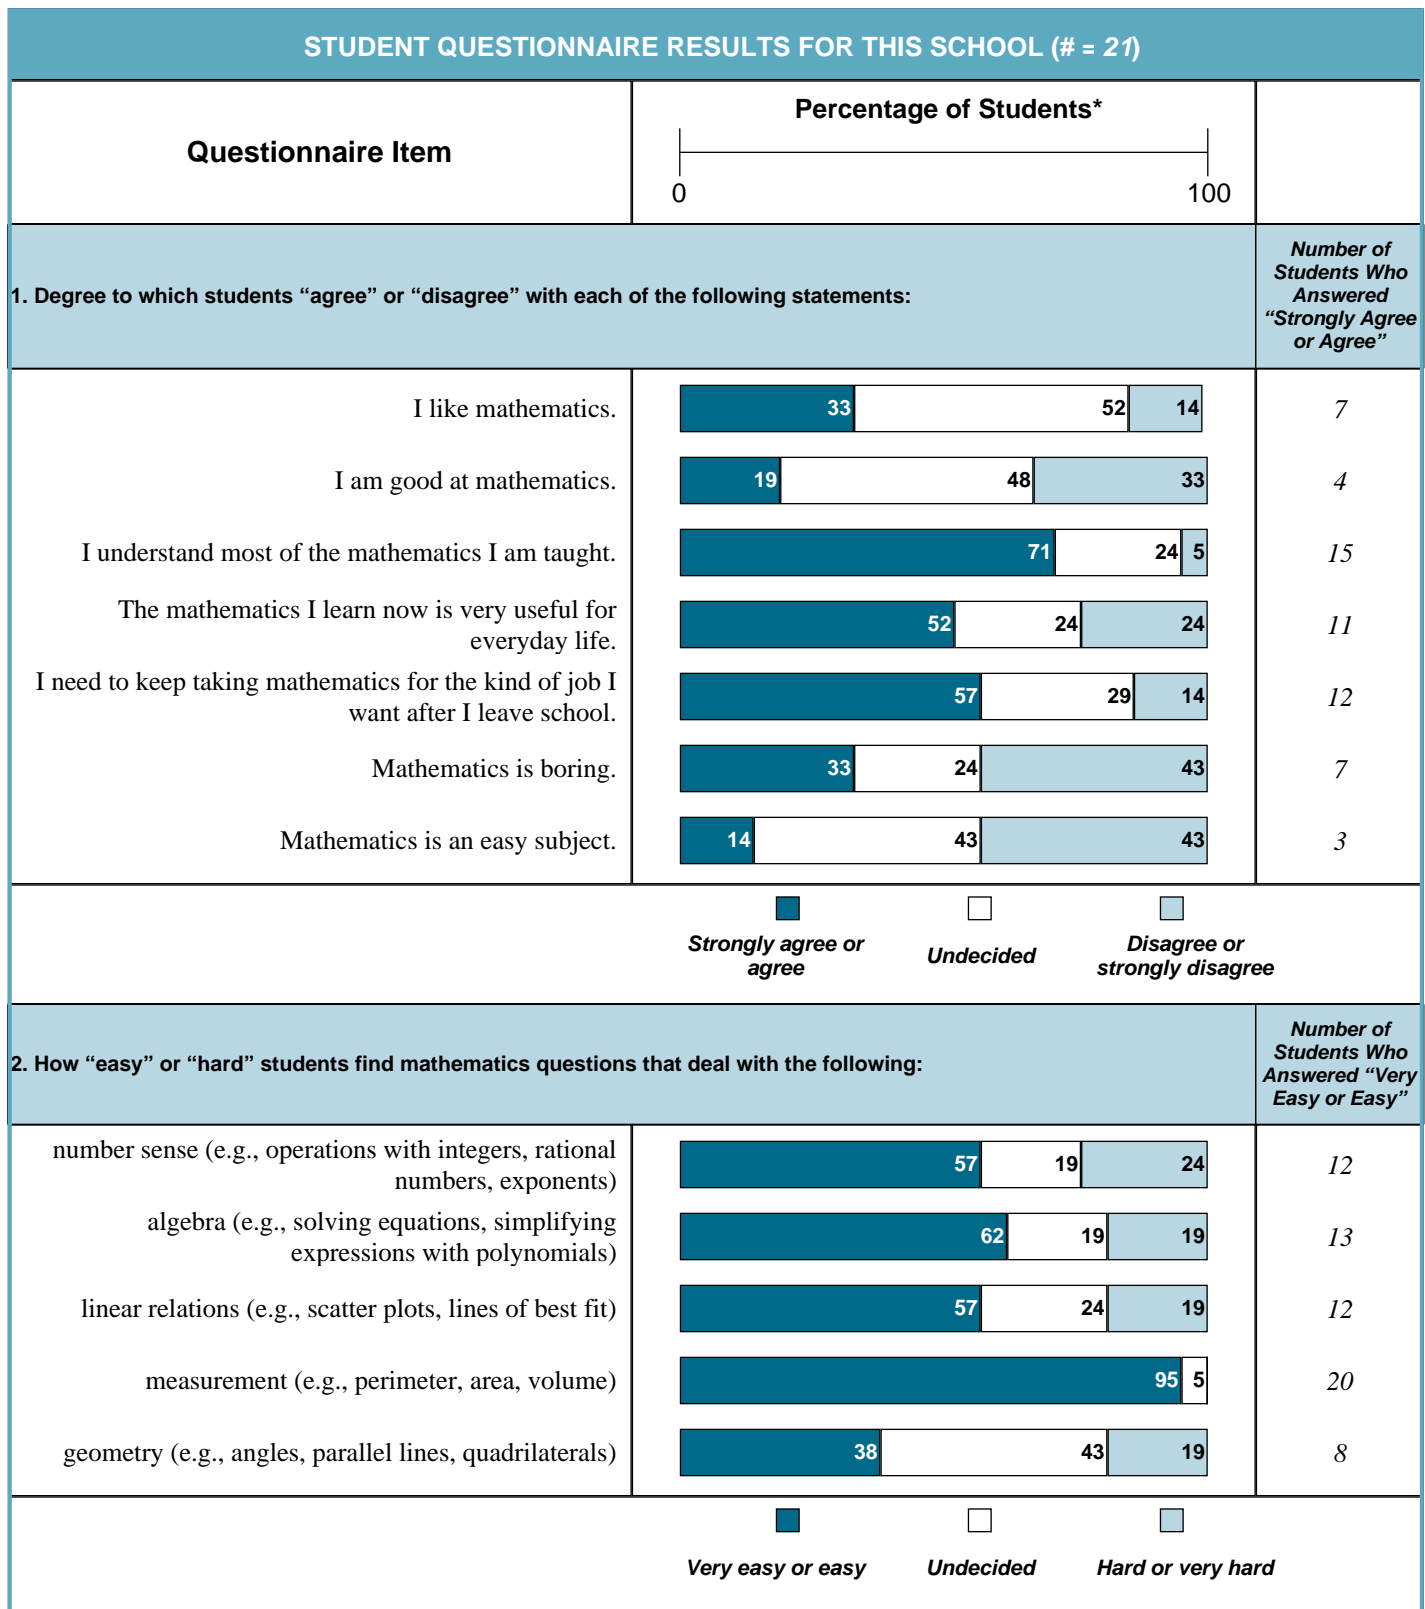 STUDENT QUESTIONNAIRE RESULTS FOR THIS SCHOOL (# = 21)
Questionnaire Item
Percentage of Students*
0 100
1. Degree to which students “agree” or “disagree” with each of the following statements:
Number of
Students Who
Answered
“Strongly Agree
or Agree”
I like mathematics.
33 52 14
7
I am good at mathematics.
19 48 33
4
I understand most of the mathematics I am taught.
71 24 5
15
The mathematics I learn now is very useful for
everyday life.
52 24 24
11
I need to keep taking mathematics for the kind of job I
want after I leave school.
57 29 14
12
Mathematics is boring.
33 24 43
7
Mathematics is an easy subject.
14 43 43
3
Strongly agree or
agree
Undecided
Disagree or
strongly disagree
2. How “easy” or “hard” students find mathematics questions that deal with the following:
Number of
Students Who
Answered “Very
Easy or Easy”
number sense (e.g., operations with integers, rational
numbers, exponents)
57 19 24
12
algebra (e.g., solving equations, simplifying
expressions with polynomials)
62 19 19
13
linear relations (e.g., scatter plots, lines of best fit)
57 24 19
12
measurement (e.g., perimeter, area, volume)
95 5
20
geometry (e.g., angles, parallel lines, quadrilaterals)
38 43 19
8
Very easy or easy
Undecided
Hard or very hard